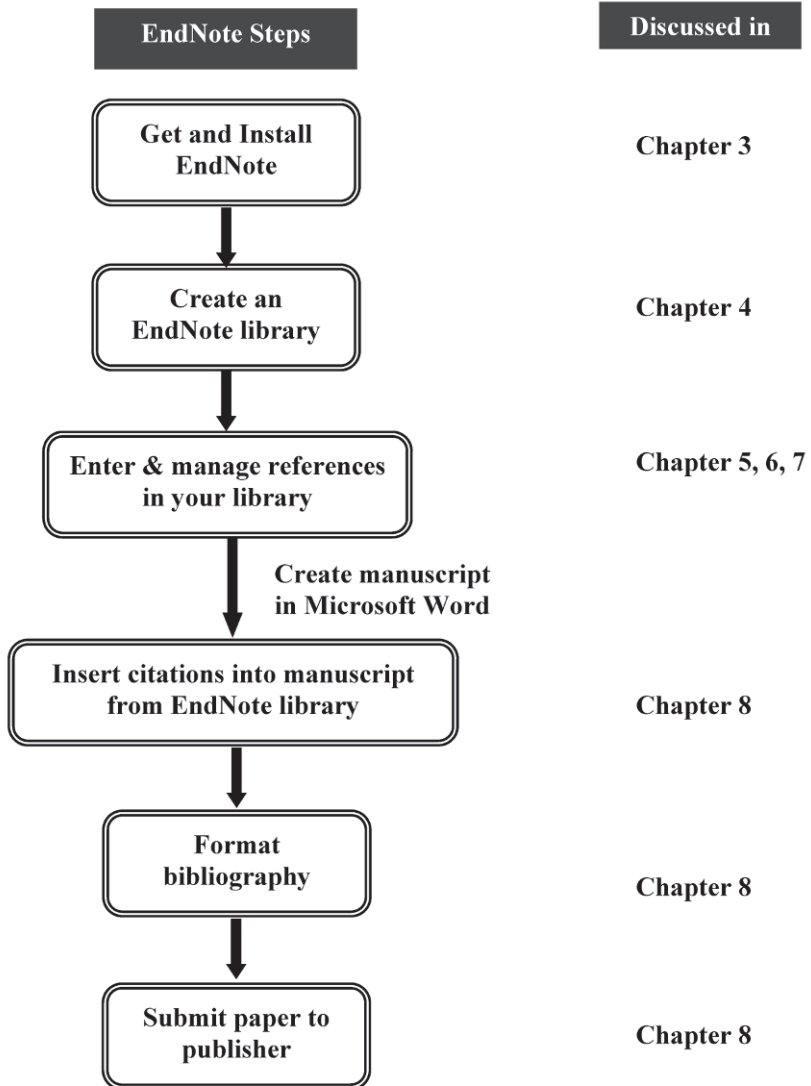 EndNote Steps
Discussed in
Get and Install
EndNote
Chapter 3
Create an
EndNote library
Chapter 4
Enter & manage references
in your library
Chapter 5, 6, 7
Create manuscript
in Microsoft Word
Insert citations into manuscript
from EndNote library
Chapter 8
Format
bibliography
Chapter 8
Submit paper to
publisher
Chapter 8